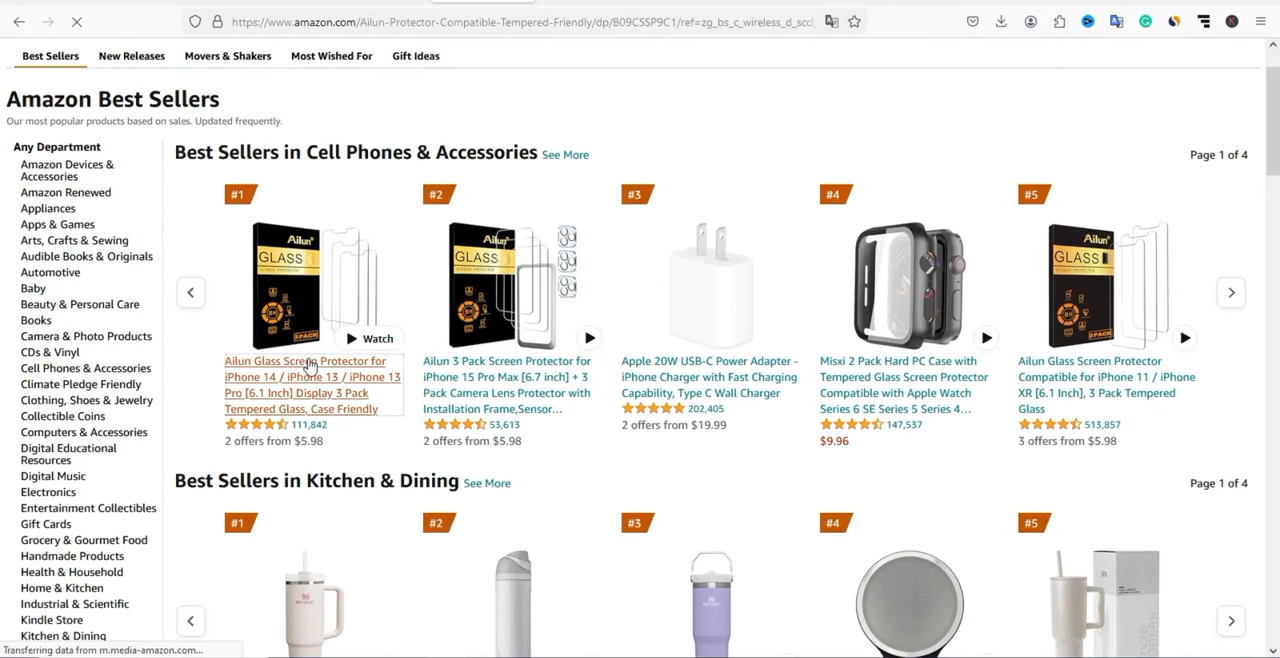 https://www.amazon.com/Ailun-Protector-Compatible-Tempered-Friendly/dp/B09CSSP9C1/ref=zg_bs_c_wireless_d_sccl
Best Sellers New Releases Movers & Shakers Most Wished For Gift Ideas
Amazon Best Sellers
Our most popular products based on sales. Updated frequently.
Any Department
Amazon Devices &
Accessories
Amazon Renewed
Appliances
Apps & Games
Arts, Crafts & Sewing
Audible Books & Originals
Automotive
Baby
Beauty & Personal Care
Books
Camera & Photo Products
CDs & Vinyl
Cell Phones & Accessories
Climate Pledge Friendly
Clothing, Shoes & Jewelry
Collectible Coins
Computers & Accessories
Digital Educational
Resources
Digital Music
Electronics
Entertainment Collectibles
Gift Cards
Grocery & Gourmet Food
Handmade Products
Health & Household
Home & Kitchen
Industrial & Scientific
Kindle Store
Kitchen & Dining
Best Sellers in Cell Phones & Accessories See More
Page 1 of 4
#1
Ailun
GLASS
3 PACK
Watch
Ailun Glass Screen Protector for
iPhone 14 / iPhone 13 / iPhone 13
Pro [6.1 Inch] Display 3 Pack
Tempered Glass, Case Friendly
111,842
2 offers from $5.98
#2
Ailun
GLASS
Ailun 3 Pack Screen Protector for
iPhone 15 Pro Max [6.7 inch] + 3
Pack Camera Lens Protector with
Installation Frame,Sensor...
53,613
2 offers from $5.98
#3
Apple 20W USB-C Power Adapter -
iPhone Charger with Fast Charging
Capability, Type C Wall Charger
202,405
2 offers from $19.99
#4
Misxi 2 Pack Hard PC Case with
Tempered Glass Screen Protector
Compatible with Apple Watch
Series 6 SE Series 5 Series 4...
147,537
$9.96
#5
Ailun
GLASS
3 PACK
Ailun Glass Screen Protector
Compatible for iPhone 11 / iPhone
XR [6.1 Inch], 3 Pack Tempered
Glass
513,857
3 offers from $5.98
Best Sellers in Kitchen & Dining See More
Page 1 of 4
#1
#2
#3
#4
#5
Transferring data from m.media-amazon.com...